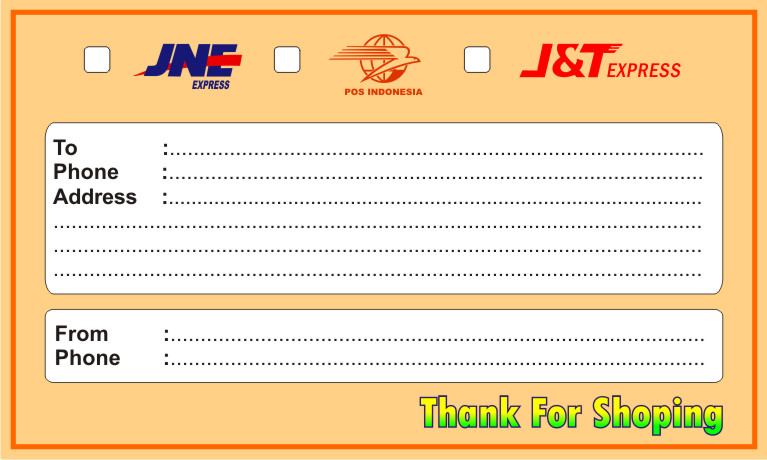 JNE EXPRESS POS INDONESIA J&T EXPRESS
To :......................................................................................
Phone :......................................................................................
Address :......................................................................................
............................................................................................................
............................................................................................................
............................................................................................................
From :......................................................................................
Phone :......................................................................................
Thank For Shoping